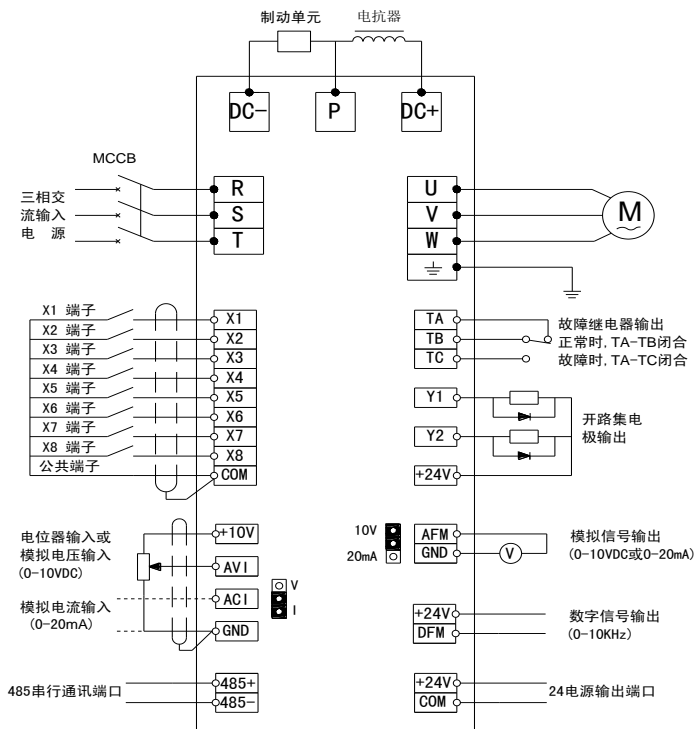 制动单元
电抗器
DC-
P
DC+
MCCB
三相交
流输入
电 源
R
S
T
U
V
W
M
X1 端子
X2 端子
X3 端子
X4 端子
X5 端子
X6 端子
X7 端子
X8 端子
公共端子
X1
X2
X3
X4
X5
X6
X7
X8
COM
TA
TB
TC
故障继电器输出
正常时, TA-TB闭合
故障时, TA-TC闭合
Y1
Y2
+24V
开路集电
极输出
电位器输入或
模拟电压输入
(0-10VDC)
模拟电流输入
(0-20mA)
+10V
AVI
ACI
GND
V
I
10V
20mA
AFM
GND
V
模拟信号输出
(0-10VDC或0-20mA)
+24V
DFM
数字信号输出
(0-10KHz)
485串行通讯端口
485+
485-
+24V
COM
24电源输出端口